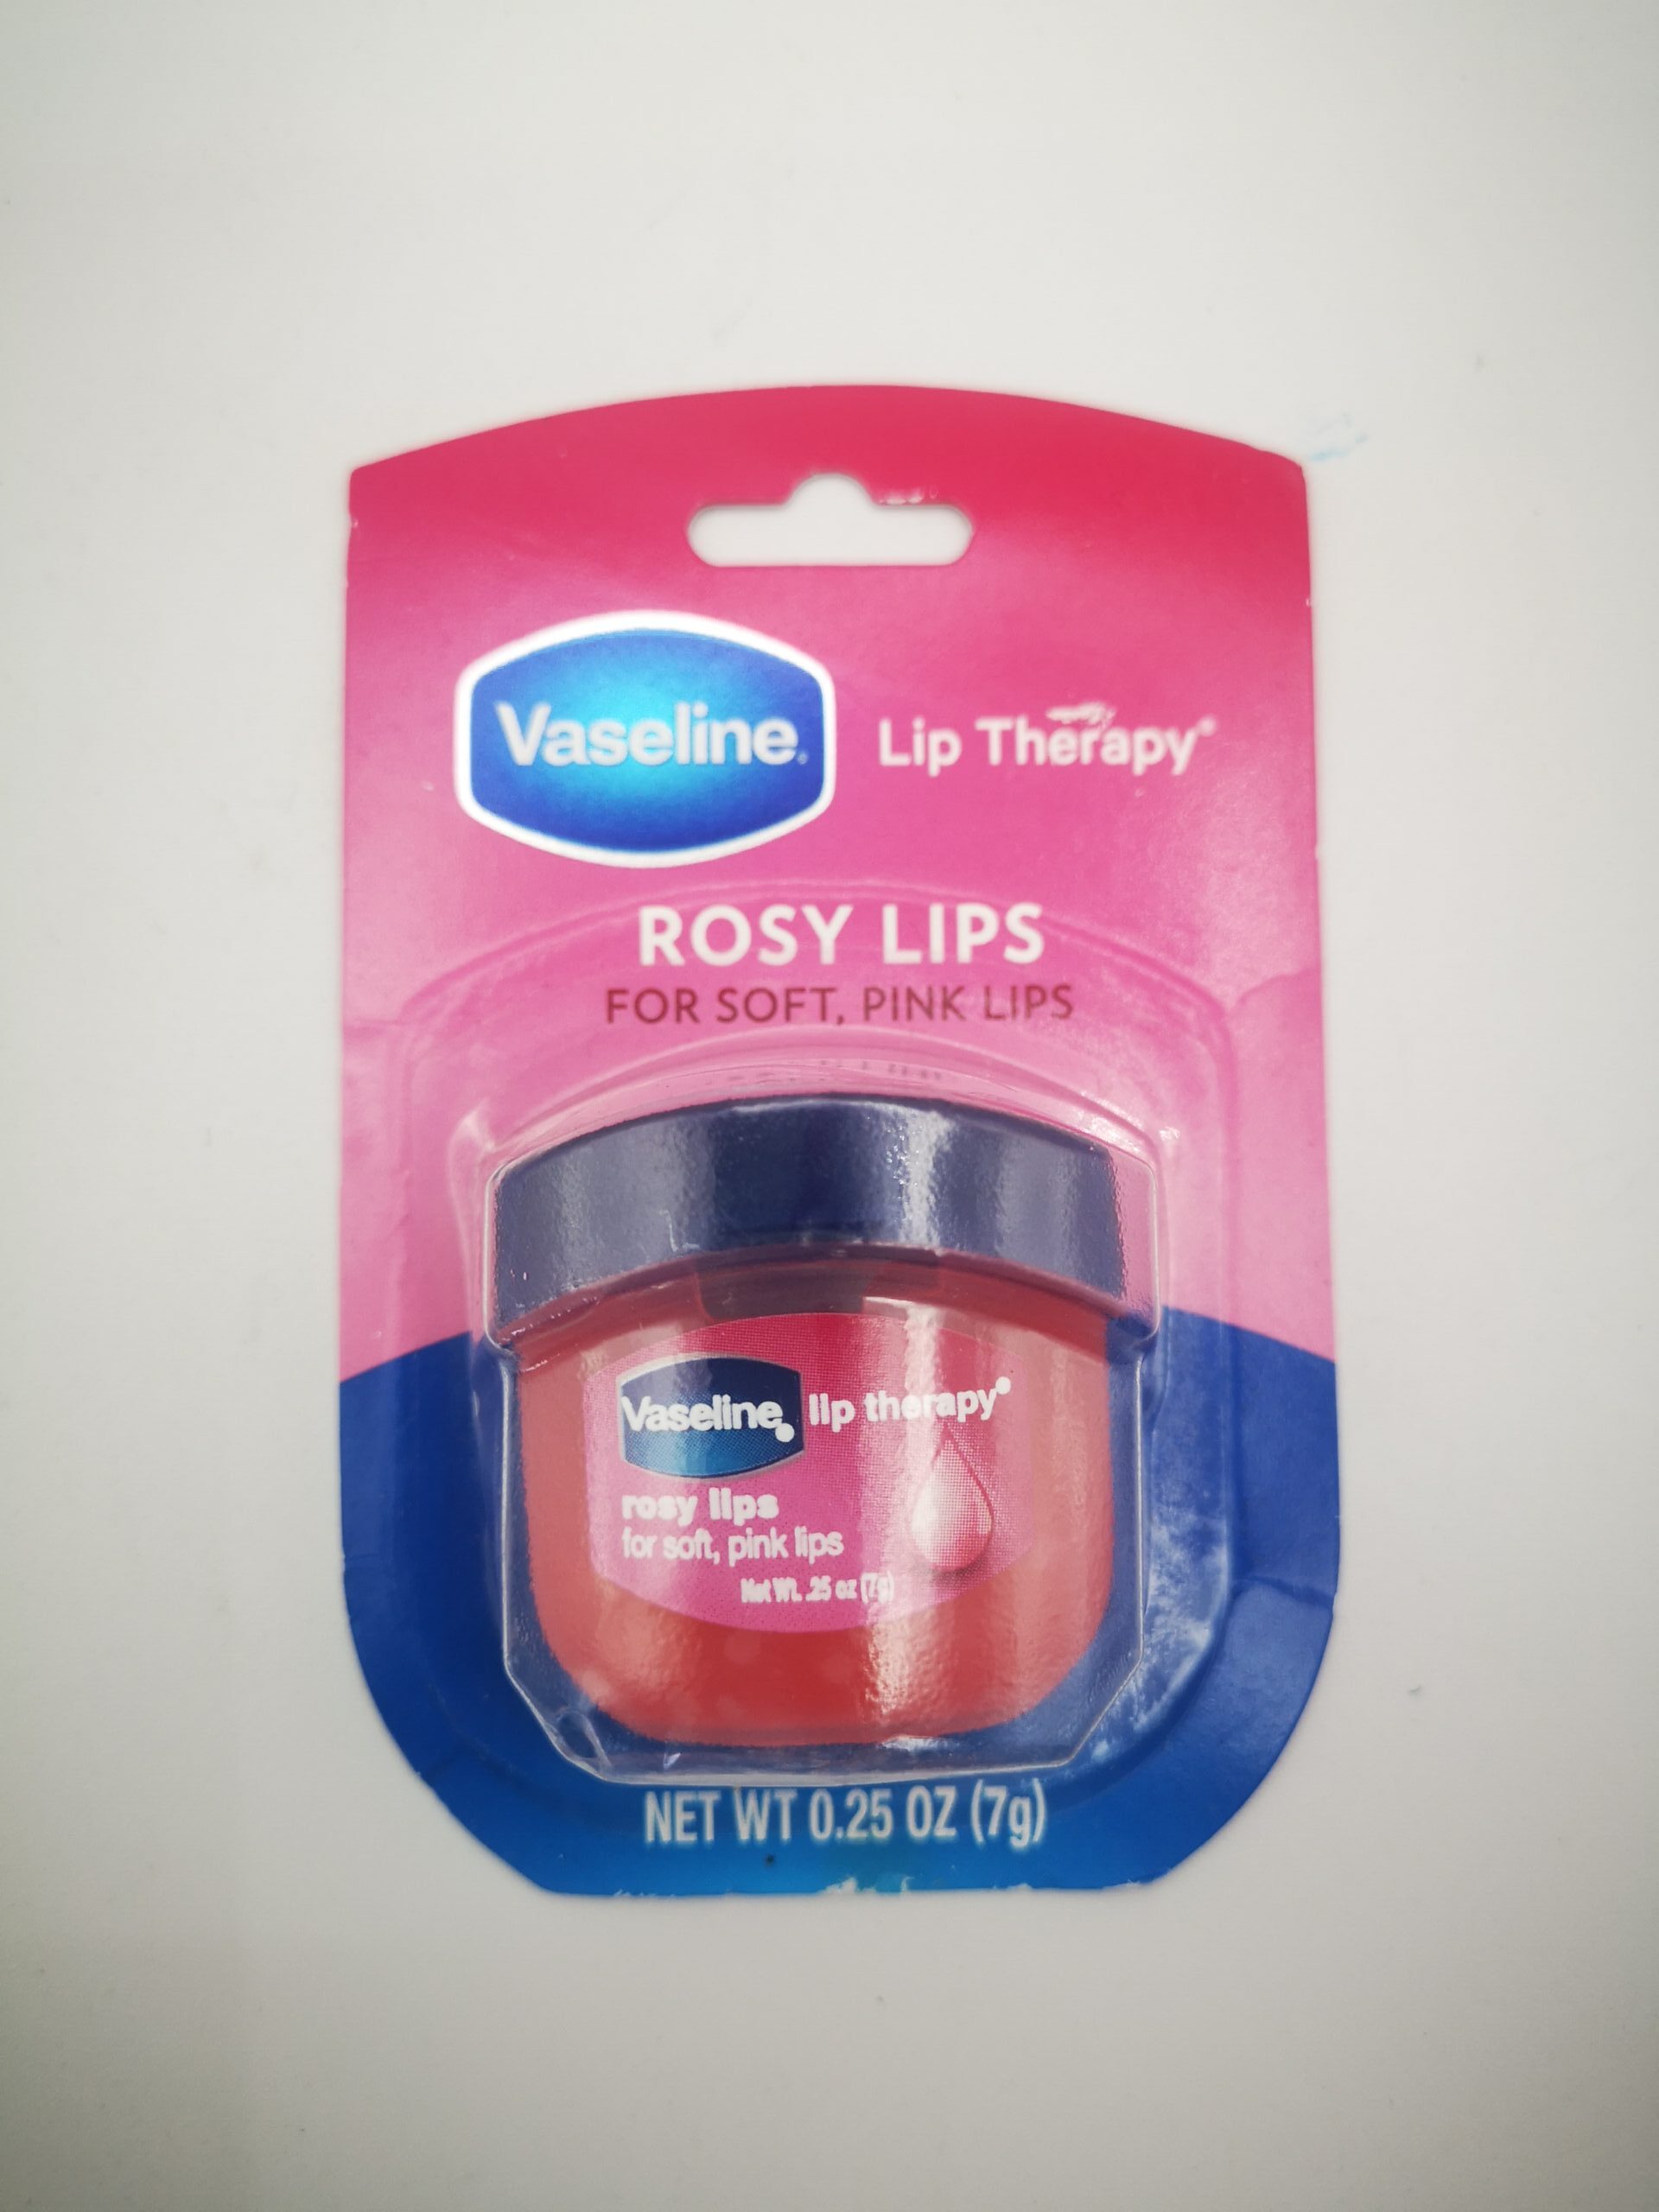 Vaseline®
Lip Therapy®
ROSY LIPS
FOR SOFT, PINK LIPS
Vaseline lip therapy
rosy lips
for soft, pink lips
Net Wt. .25 oz (7g)
NET WT 0.25 OZ (7g)